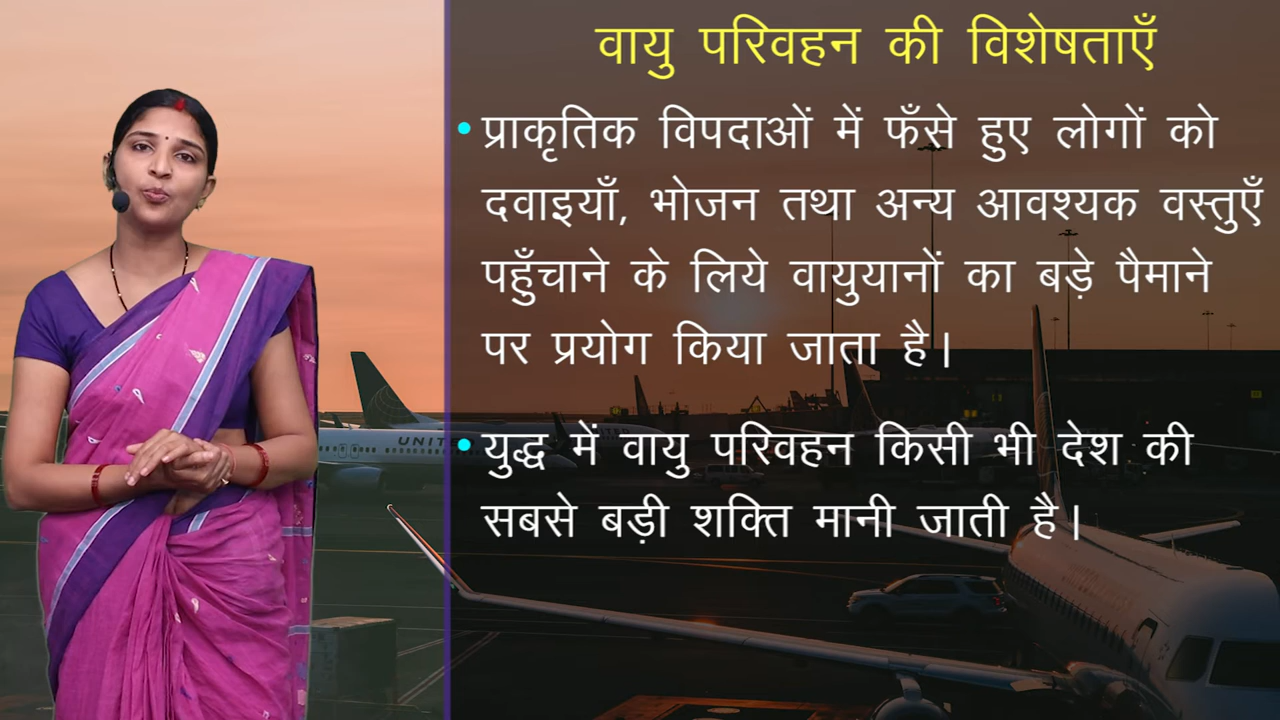 वायु परिवहन की विशेषताएँ
• प्राकृतिक विपदाओं में फँसे हुए लोगों को
दवाइयाँ, भोजन तथा अन्य आवश्यक वस्तुएँ
पहुँचाने के लिये वायुयानों का बड़े पैमाने
पर प्रयोग किया जाता है।
UNITED
• युद्ध में वायु परिवहन किसी भी देश की
सबसे बड़ी शक्ति मानी जाती है।